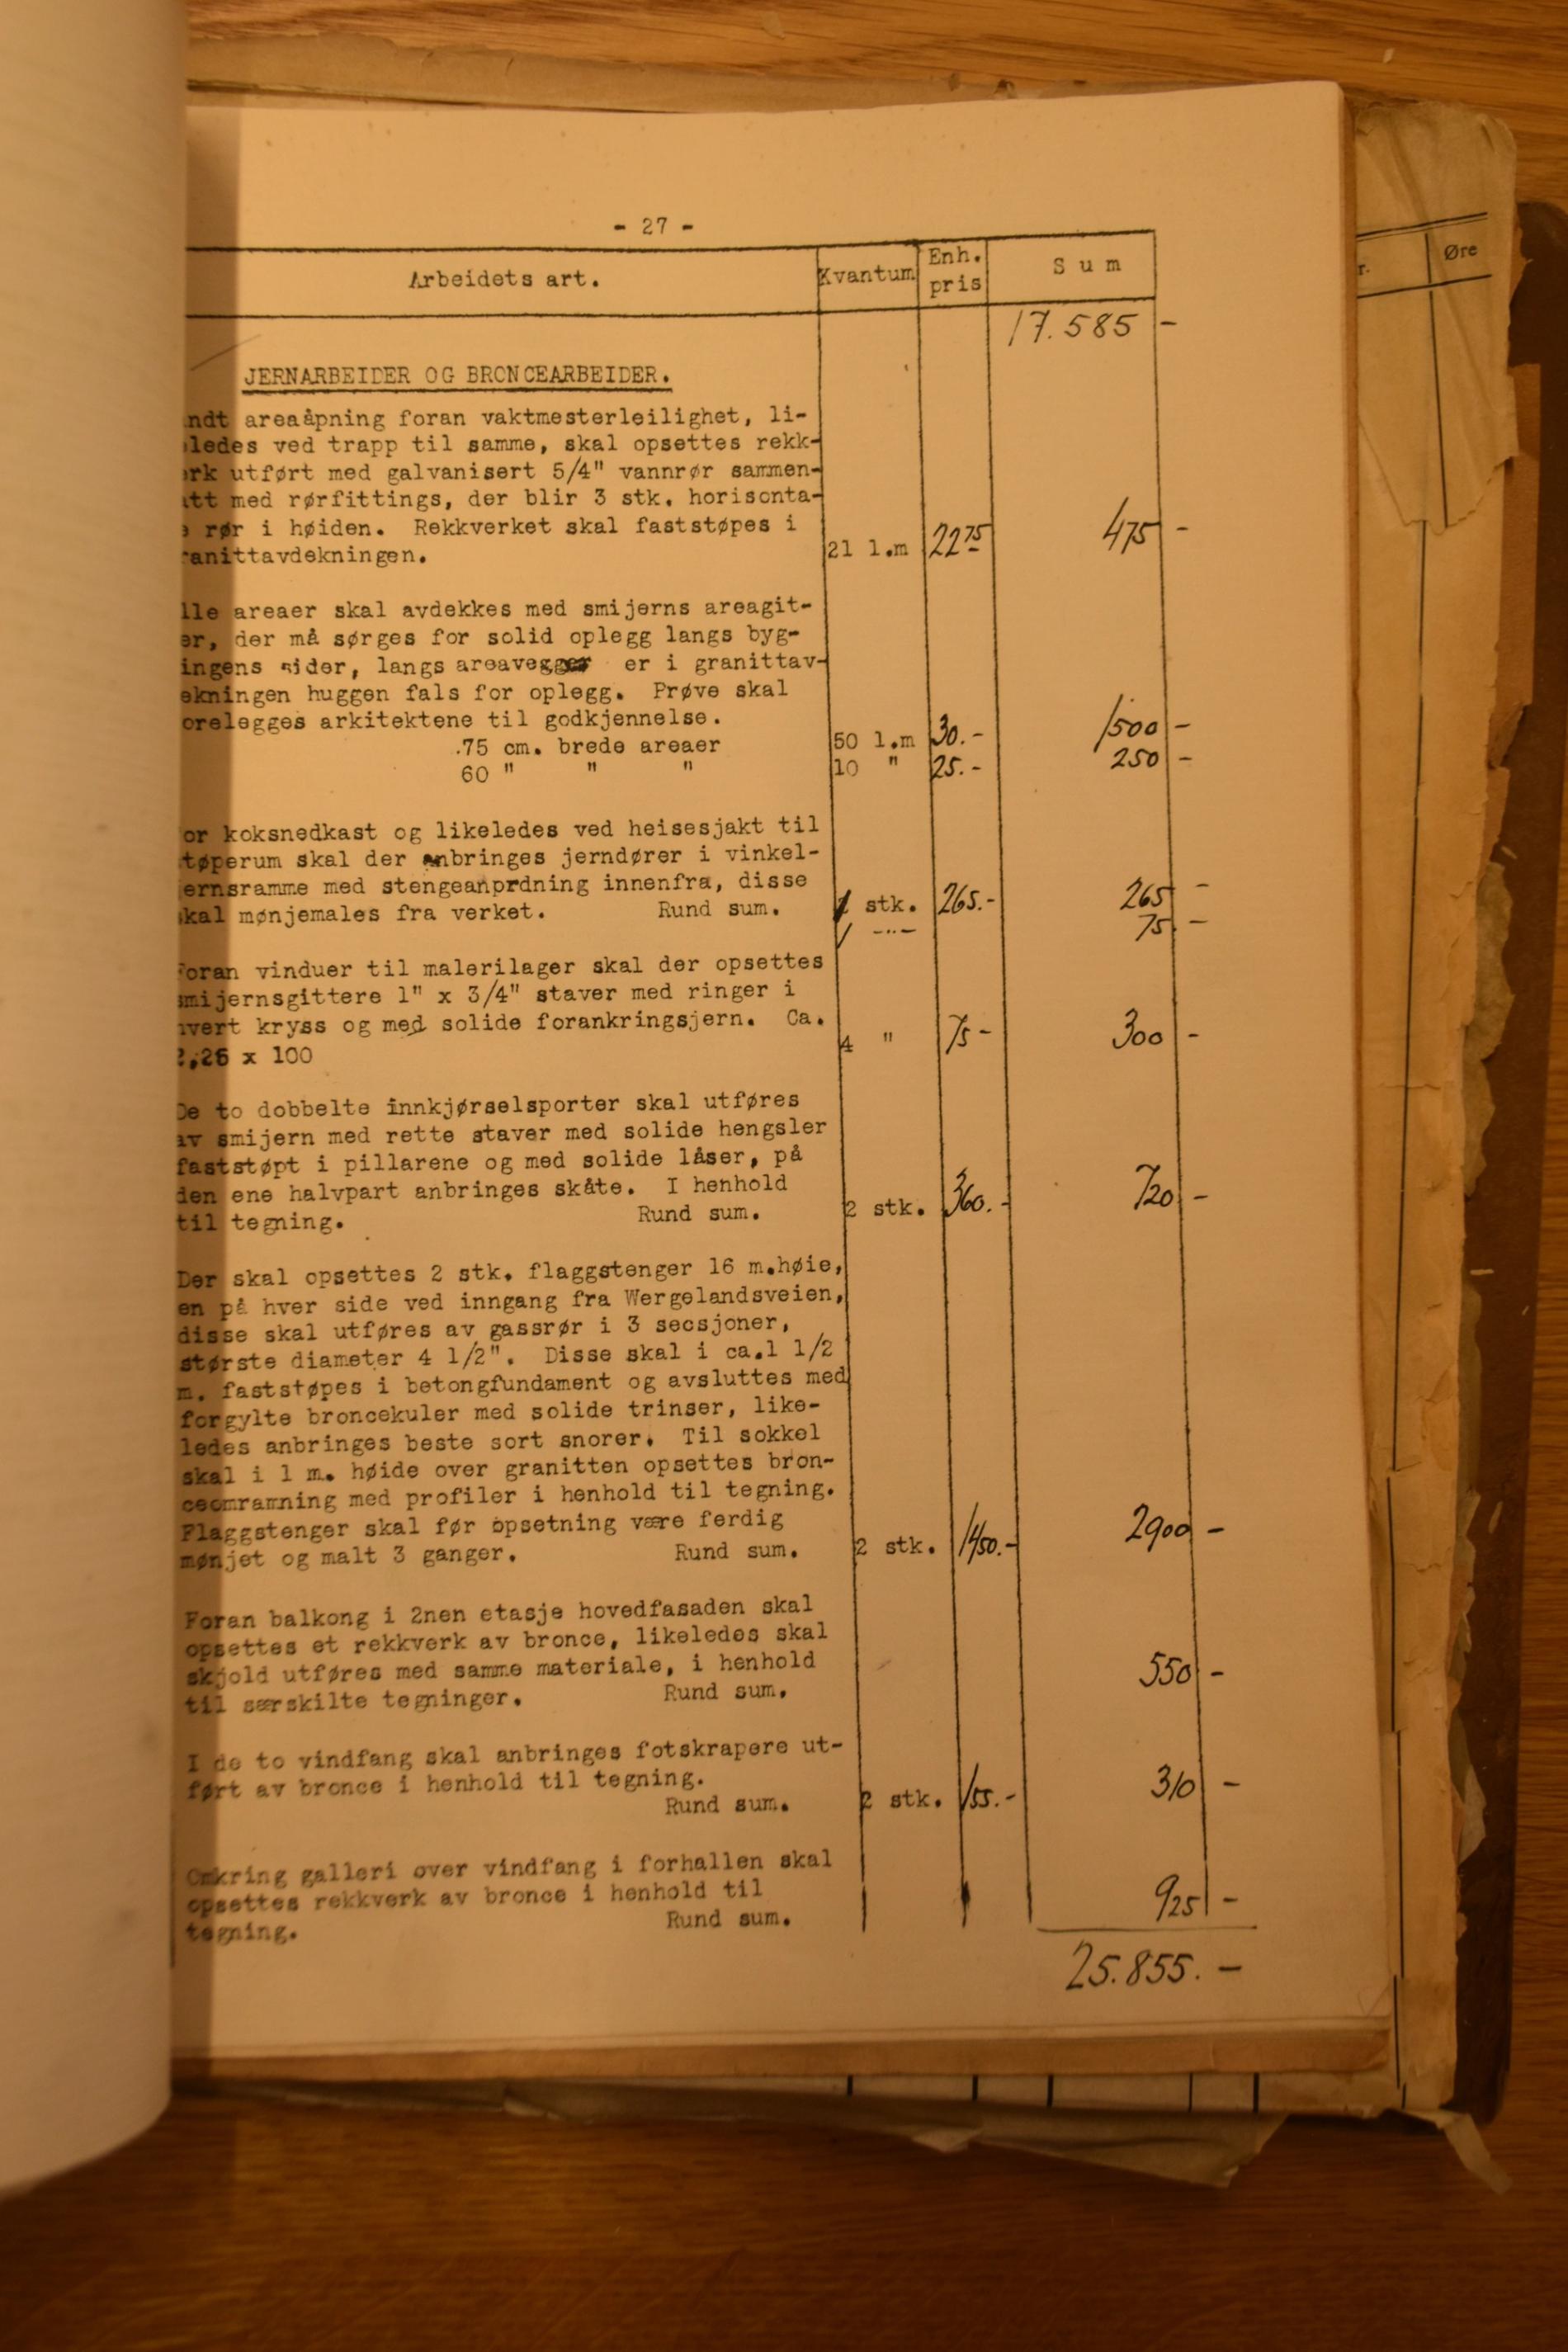 - 27 -
Arbeidets art. Kvantum Enh. pris Sum
17.585 -
JERNARBEIDER OG BRONCEARBEIDER.
ndt areaåpning foran vaktmesterleilighet, li-
ledes ved trapp til samme, skal opsettes rekk-
rk utført med galvanisert 5/4" vannrør sammen-
tt med rørfittings, der blir 3 stk. horisonta-
rør i høiden. Rekkverket skal faststøpes i
anittavdekningen. 21 l.m 22 75 475 -
lle areaer skal avdekkes med smijerns areagit-
er, der må sørges for solid oplegg langs byg-
ingens sider, langs areavegger er i granittav-
ekningen huggen fals for oplegg. Prøve skal
orelegges arkitektene til godkjennelse.
.75 cm. brede areaer 50 l.m 30.- 1500 -
60 " " " 10 " 25.- 250 -
or koksnedkast og likeledes ved heisesjakt til
tøperum skal der anbringes jerndører i vinkel-
ernsramme med stengeanprdning innenfra, disse
skal mønjemales fra verket. Rund sum. 1 stk. 265.- 265 -
1 -"- 75 -
Foran vinduer til malerilager skal der opsettes
smijernsgittere 1" x 3/4" staver med ringer i
hvert kryss og med solide forankringsjern. Ca.
2,26 x 100 4 " 75 - 300 -
De to dobbelte innkjørselsporter skal utføres
av smijern med rette staver med solide hengsler
faststøpt i pillarene og med solide låser, på
den ene halvpart anbringes skåte. I henhold
til tegning. Rund sum. 2 stk. 360.- 720 -
Der skal opsettes 2 stk. flaggstenger 16 m.høie,
en på hver side ved inngang fra Wergelandsveien,
disse skal utføres av gassrør i 3 secsjoner,
største diameter 4 1/2". Disse skal i ca.1 1/2
m. faststøpes i betongfundament og avsluttes med
forgylte broncekuler med solide trinser, like-
ledes anbringes beste sort snorer. Til sokkel
skal i 1 m. høide over granitten opsettes bron-
ceomramning med profiler i henhold til tegning.
Flaggstenger skal før opsetning være ferdig
mønjet og malt 3 ganger. Rund sum. 2 stk. 1450.- 2900 -
Foran balkong i 2nen etasje hovedfasaden skal
opsettes et rekkverk av bronce, likeledes skal
skjold utføres med samme materiale, i henhold
til særskilte tegninger. Rund sum. 550 -
I de to vindfang skal anbringes fotskrapere ut-
ført av bronce i henhold til tegning.
Rund sum. 2 stk. 155.- 310 -
Omkring galleri over vindfang i forhallen skal
opsettes rekkverk av bronce i henhold til
tegning. Rund sum. 925 -
25.855. -
r. Øre